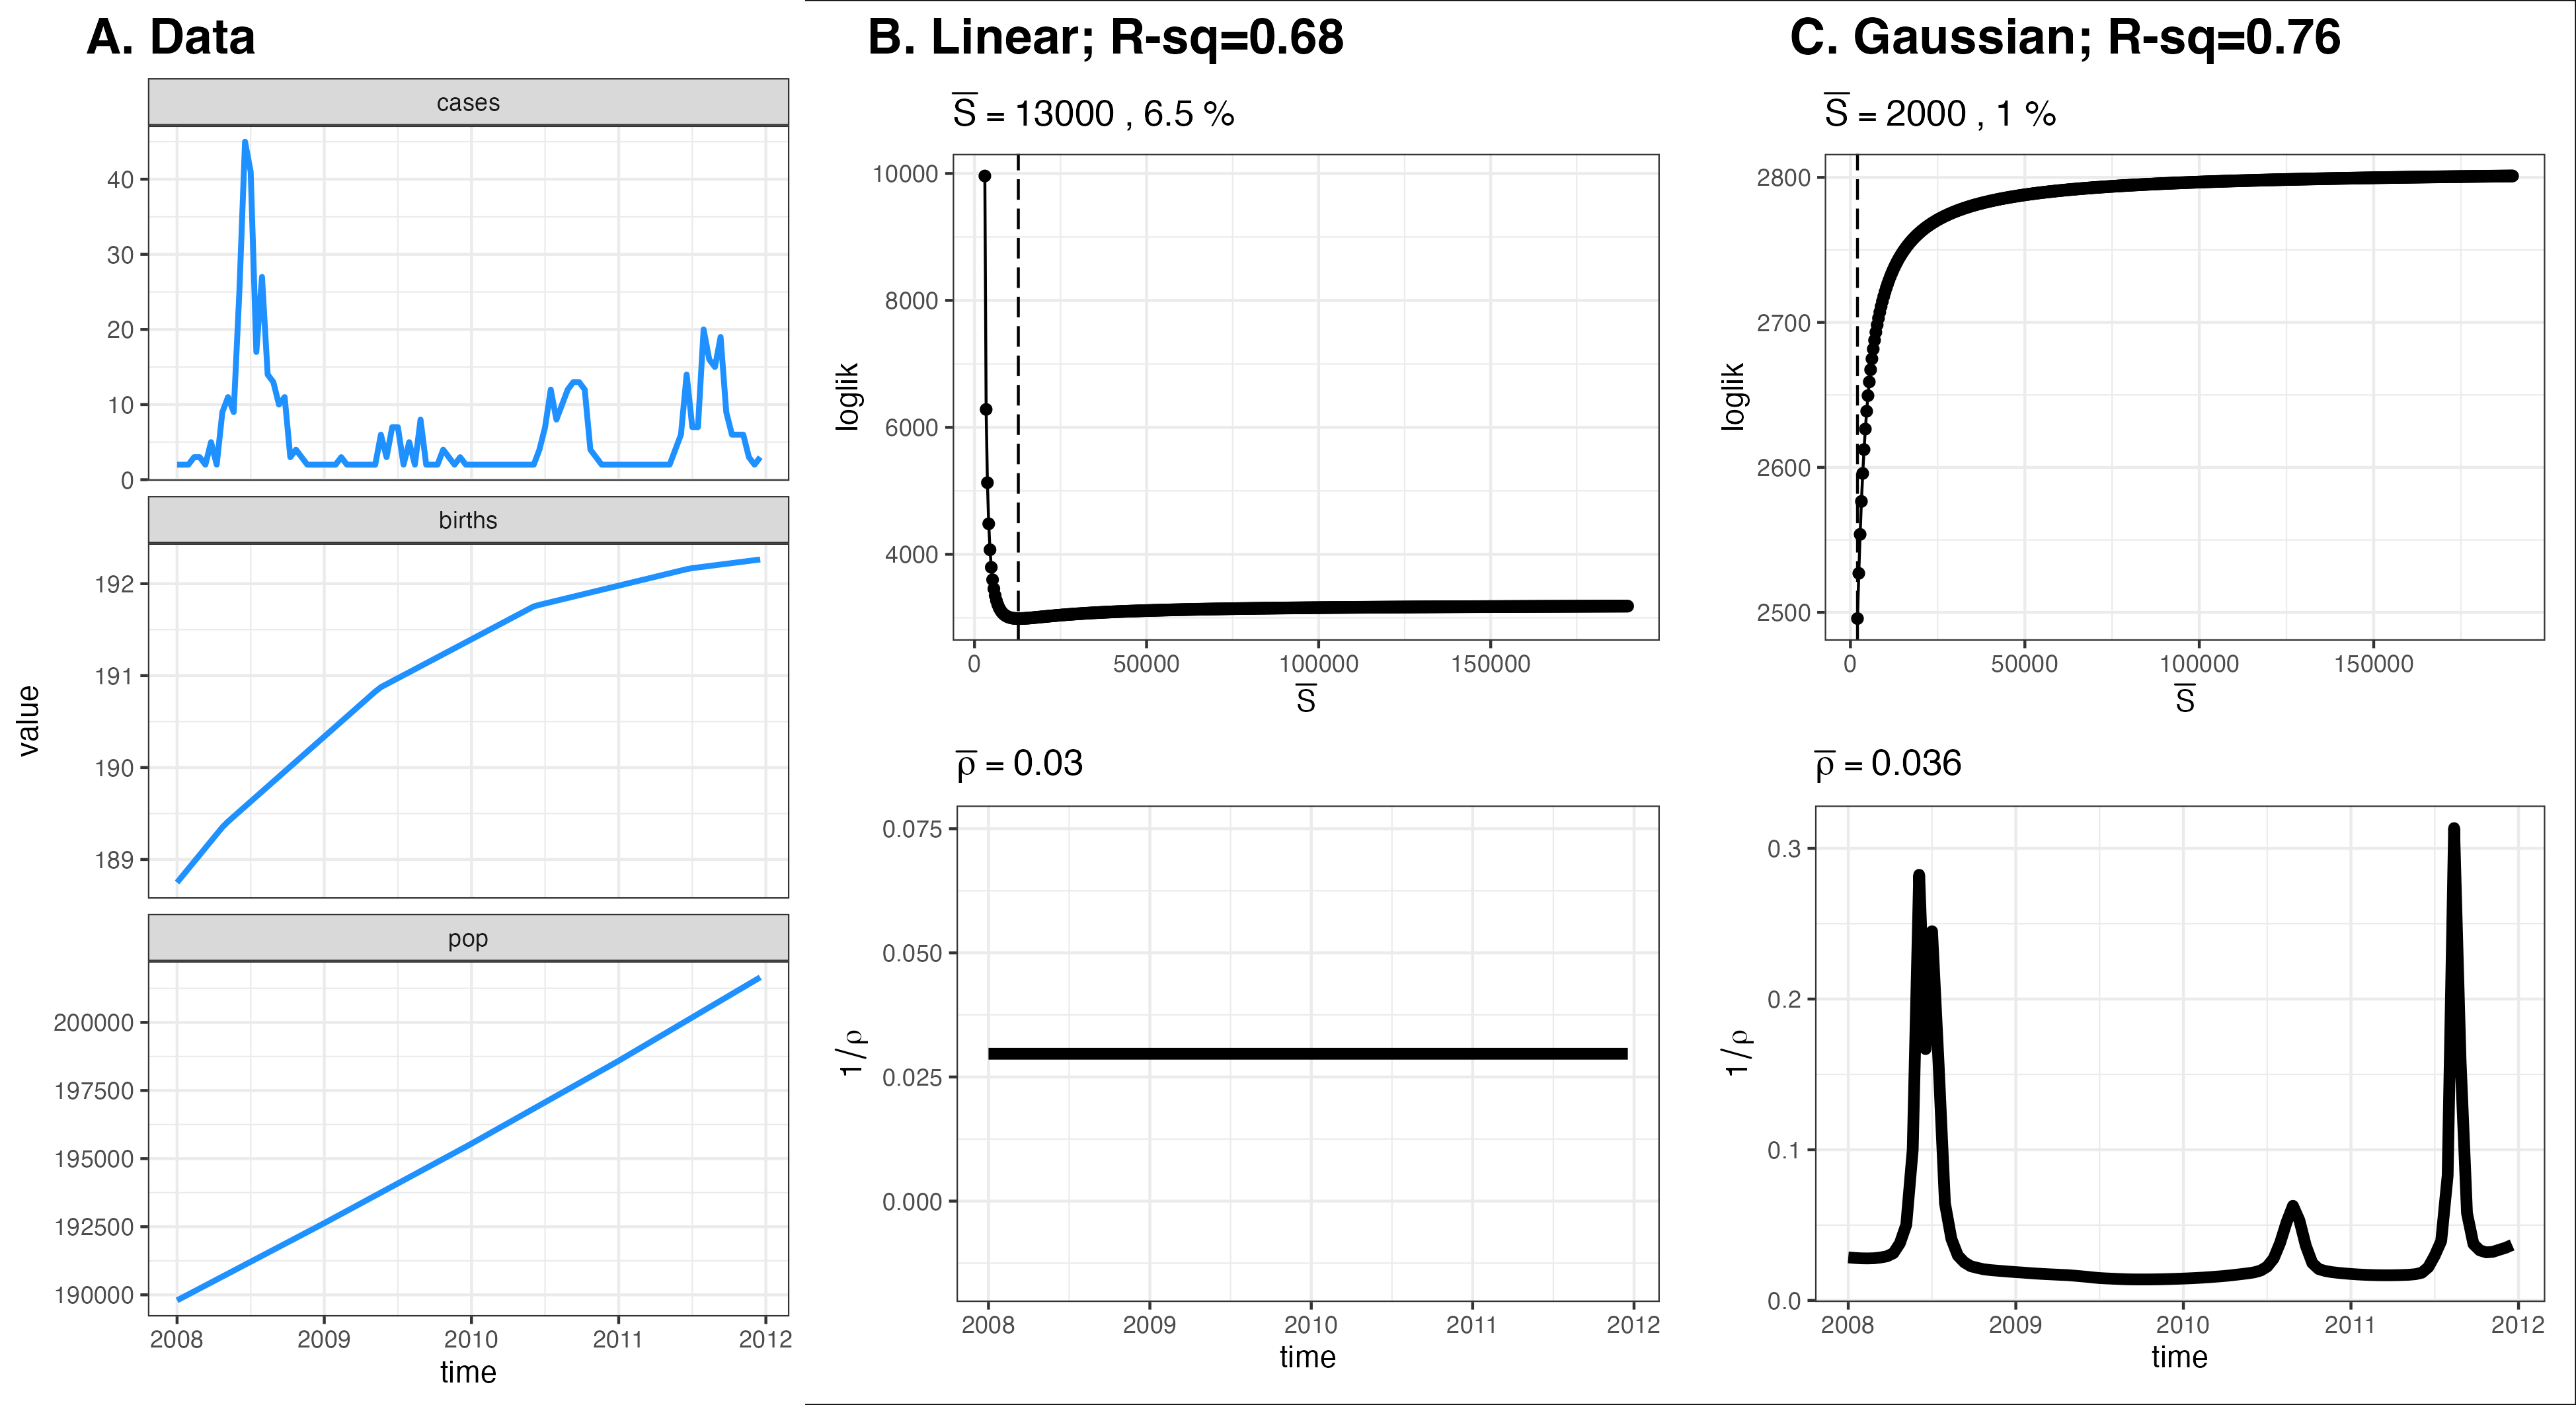 A. Data
cases
40
30
20
10
0
births
192
191
190
189
pop
200000
197500
195000
192500
190000
2008 2009 2010 2011 2012
time
value
B. Linear; R-sq=0.68
S̅ = 13000 , 6.5 %
10000
8000
6000
4000
loglik
0 50000 100000 150000
S̅
ρ̅ = 0.03
0.075
0.050
0.025
0.000
1/ρ
2008 2009 2010 2011 2012
time
C. Gaussian; R-sq=0.76
S̅ = 2000 , 1 %
2800
2700
2600
2500
loglik
0 50000 100000 150000
S̅
ρ̅ = 0.036
0.3
0.2
0.1
0.0
1/ρ
2008 2009 2010 2011 2012
time